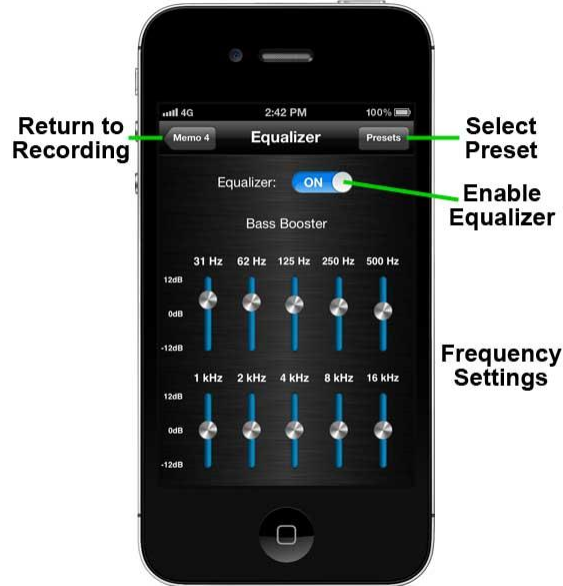 4G 2:42 PM 100%
Return to
Recording
Memo 4 Equalizer Presets
Select
Preset
Equalizer: ON
Enable
Equalizer
Bass Booster
31 Hz 62 Hz 125 Hz 250 Hz 500 Hz
12dB
0dB
-12dB
Frequency
Settings
1 kHz 2 kHz 4 kHz 8 kHz 16 kHz
12dB
0dB
-12dB